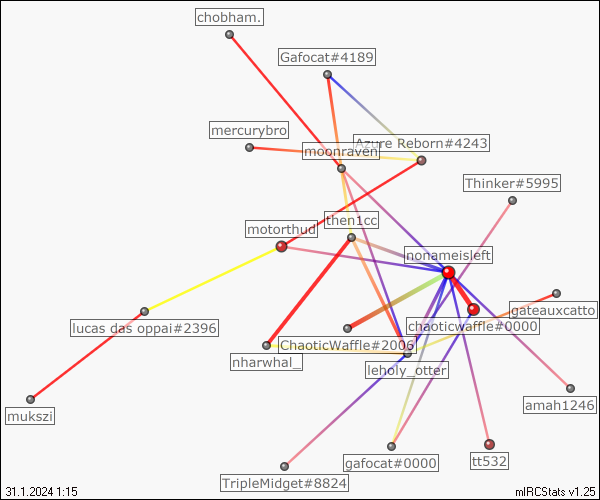 chobham.
Gafocat#4189
mercurybro
Azure Reborn#4243
moonraven
Thinker#5995
then1cc
motorthud
nonameisleft
gateauxcatto
lucas das oppai#2396
chaoticwaffle#0000
ChaoticWaffle#2006
nharwhal_
leholy_otter
mukszi
amah1246
gafocat#0000
tt532
TripleMidget#8824
31.1.2024 1:15
mIRCStats v1.25